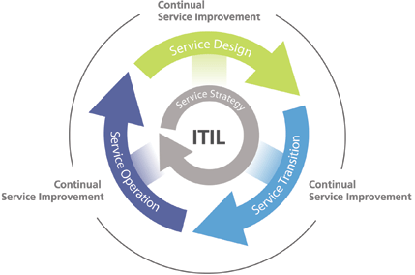 Continual
Service Improvement
Service Design
Service Strategy
ITIL
Service Operation
Service Transition
Continual
Service Improvement
Continual
Service Improvement